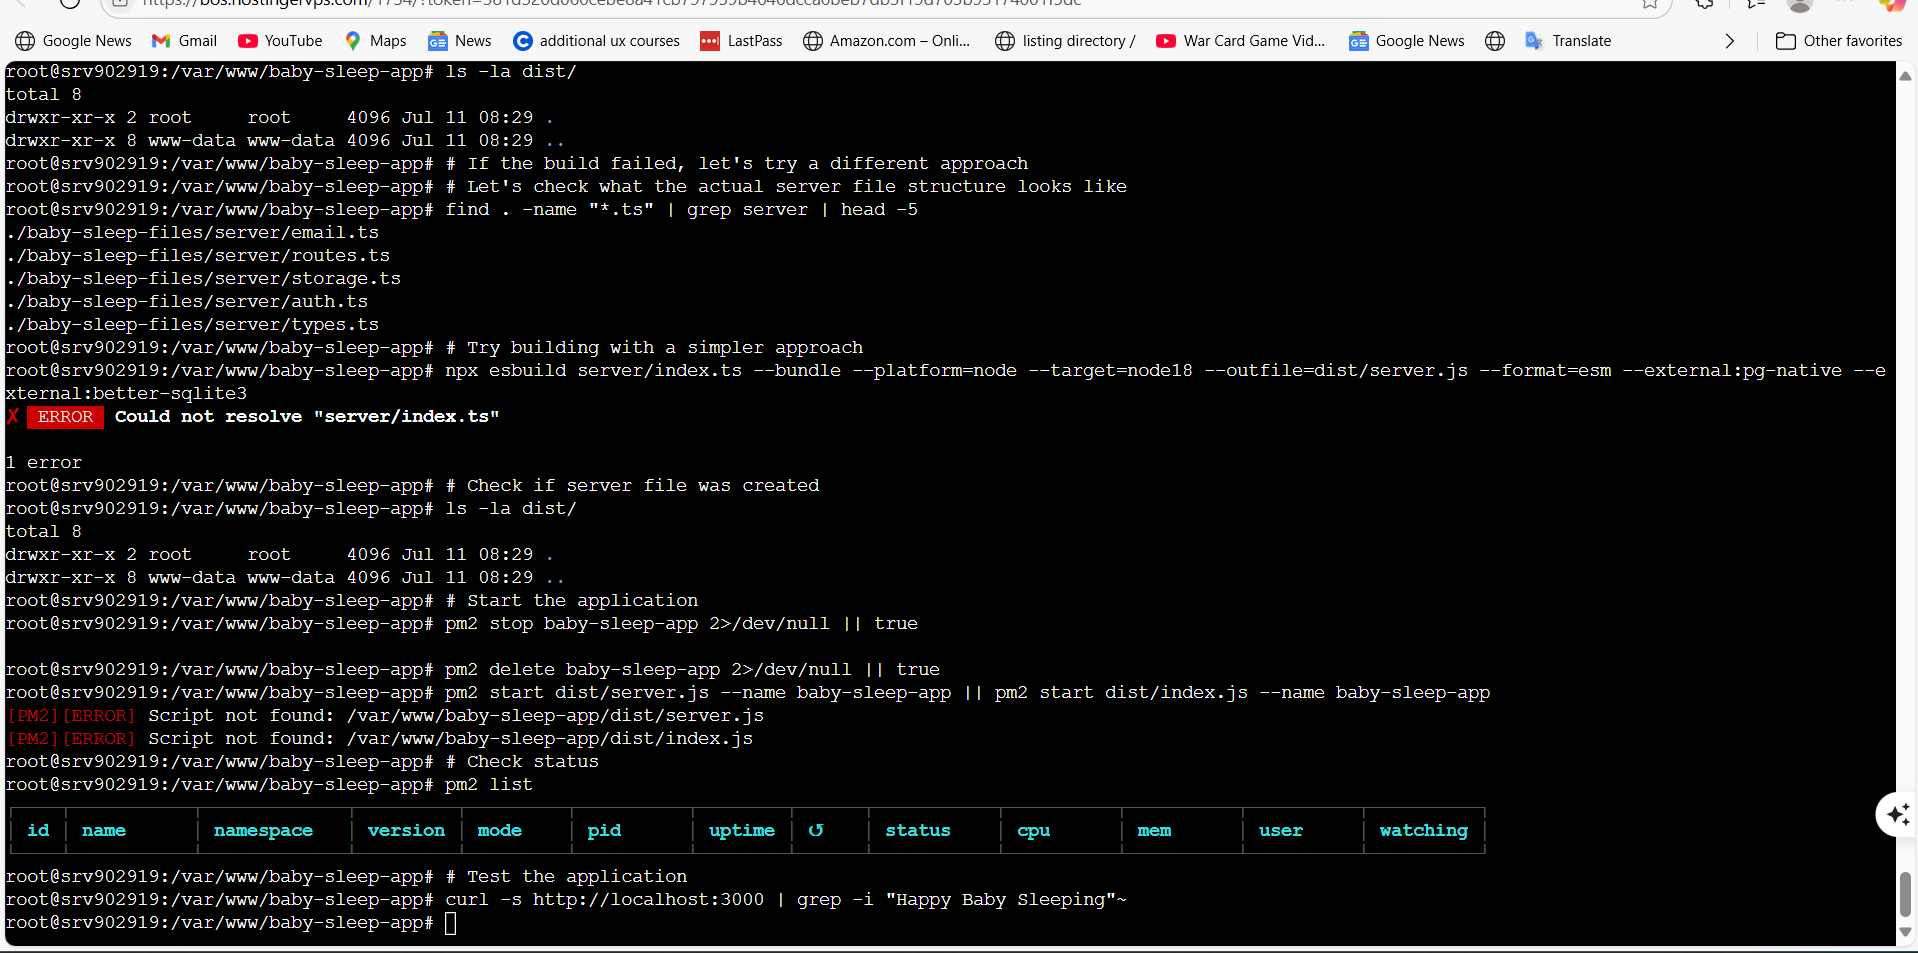 Google News Gmail YouTube Maps News additional ux courses LastPass Amazon.com – Onli... listing directory / War Card Game Vid... Google News Translate Other favorites
root@srv902919:/var/www/baby-sleep-app# ls -la dist/
total 8
drwxr-xr-x 2 root     root     4096 Jul 11 08:29 .
drwxr-xr-x 8 www-data www-data 4096 Jul 11 08:29 ..
root@srv902919:/var/www/baby-sleep-app# # If the build failed, let's try a different approach
root@srv902919:/var/www/baby-sleep-app# # Let's check what the actual server file structure looks like
root@srv902919:/var/www/baby-sleep-app# find . -name "*.ts" | grep server | head -5
./baby-sleep-files/server/email.ts
./baby-sleep-files/server/routes.ts
./baby-sleep-files/server/storage.ts
./baby-sleep-files/server/auth.ts
./baby-sleep-files/server/types.ts
root@srv902919:/var/www/baby-sleep-app# # Try building with a simpler approach
root@srv902919:/var/www/baby-sleep-app# npx esbuild server/index.ts --bundle --platform=node --target=node18 --outfile=dist/server.js --format=esm --external:pg-native --e
xternal:better-sqlite3
✗ ERROR Could not resolve "server/index.ts"
1 error
root@srv902919:/var/www/baby-sleep-app# # Check if server file was created
root@srv902919:/var/www/baby-sleep-app# ls -la dist/
total 8
drwxr-xr-x 2 root     root     4096 Jul 11 08:29 .
drwxr-xr-x 8 www-data www-data 4096 Jul 11 08:29 ..
root@srv902919:/var/www/baby-sleep-app# # Start the application
root@srv902919:/var/www/baby-sleep-app# pm2 stop baby-sleep-app 2>/dev/null || true
root@srv902919:/var/www/baby-sleep-app# pm2 delete baby-sleep-app 2>/dev/null || true
root@srv902919:/var/www/baby-sleep-app# pm2 start dist/server.js --name baby-sleep-app || pm2 start dist/index.js --name baby-sleep-app
[PM2][ERROR] Script not found: /var/www/baby-sleep-app/dist/server.js
[PM2][ERROR] Script not found: /var/www/baby-sleep-app/dist/index.js
root@srv902919:/var/www/baby-sleep-app# # Check status
root@srv902919:/var/www/baby-sleep-app# pm2 list
id name namespace version mode pid uptime ↺ status cpu mem user watching
root@srv902919:/var/www/baby-sleep-app# # Test the application
root@srv902919:/var/www/baby-sleep-app# curl -s http://localhost:3000 | grep -i "Happy Baby Sleeping"~
root@srv902919:/var/www/baby-sleep-app#